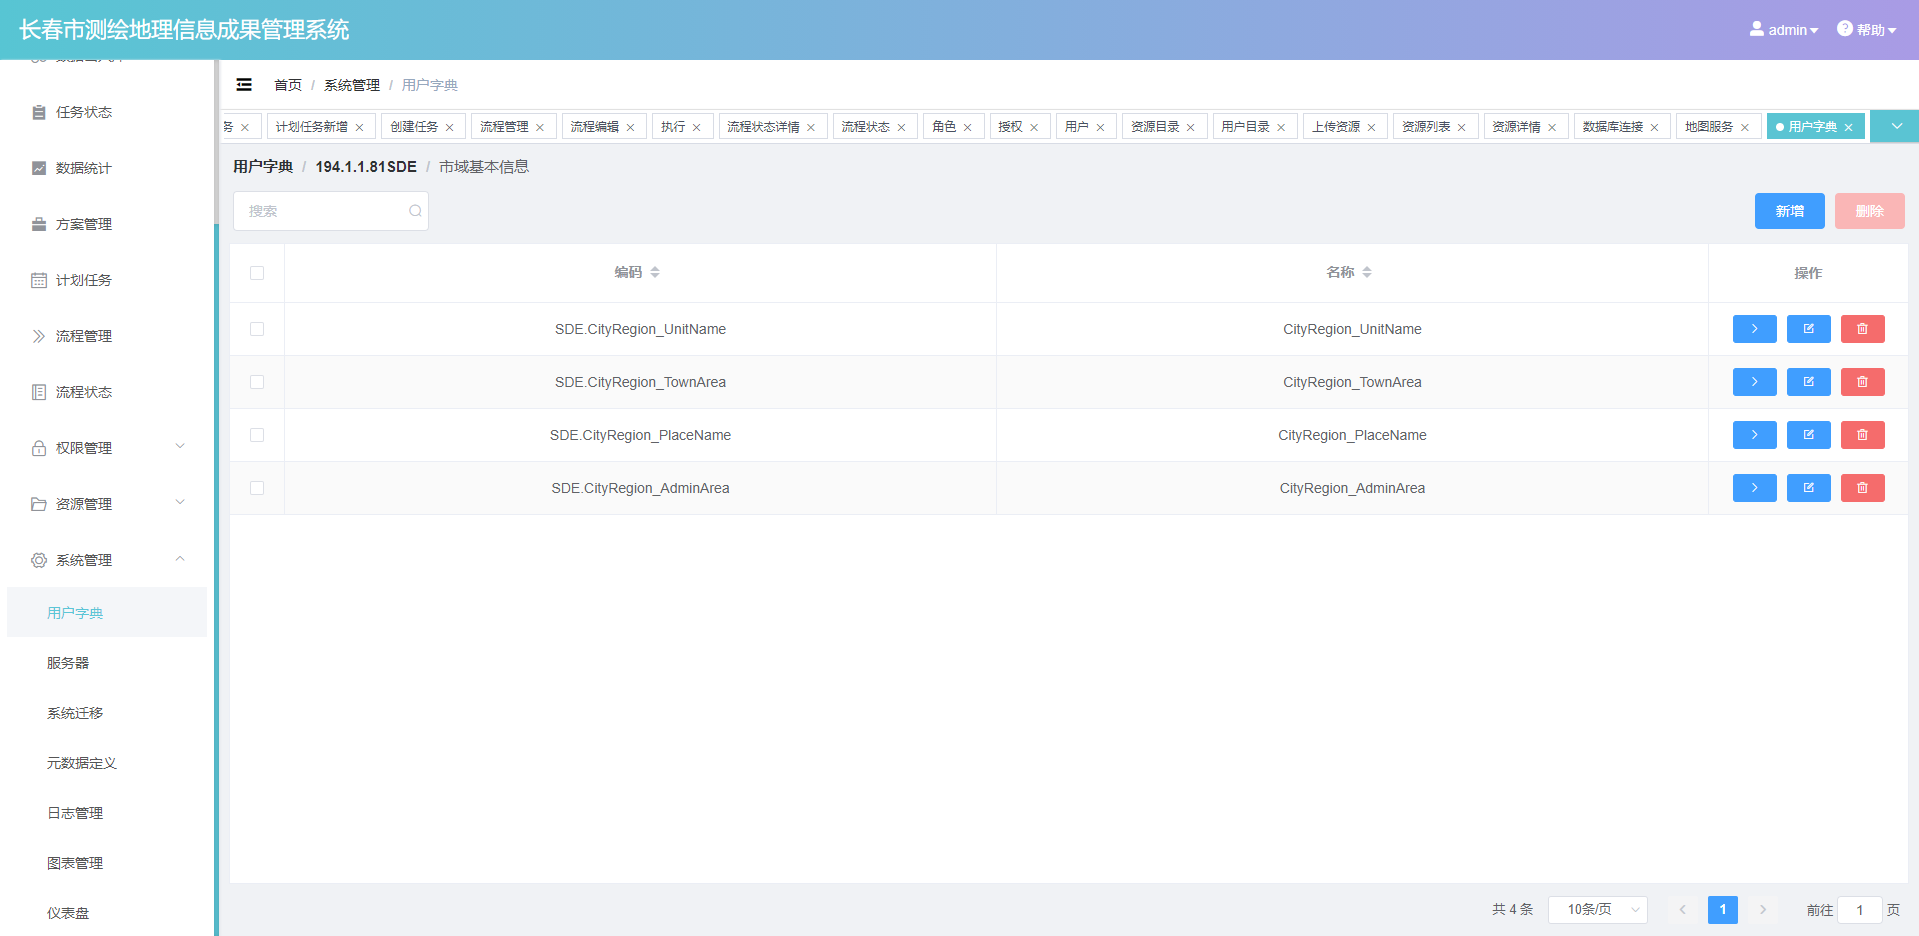 长春市测绘地理信息成果管理系统
admin
帮助
任务状态
数据统计
方案管理
计划任务
流程管理
流程状态
权限管理
资源管理
系统管理
用户字典
服务器
系统迁移
元数据定义
日志管理
图表管理
仪表盘
首页 / 系统管理 / 用户字典
务 计划任务新增 创建任务 流程管理 流程编辑 执行 流程状态详情 流程状态 角色 授权 用户 资源目录 用户目录 上传资源 资源列表 资源详情 数据库连接 地图服务 用户字典
用户字典 / 194.1.1.81SDE / 市域基本信息
搜索
新增 删除
编码 名称 操作
SDE.CityRegion_UnitName CityRegion_UnitName
SDE.CityRegion_TownArea CityRegion_TownArea
SDE.CityRegion_PlaceName CityRegion_PlaceName
SDE.CityRegion_AdminArea CityRegion_AdminArea
共 4 条 10条/页 1 前往 1 页